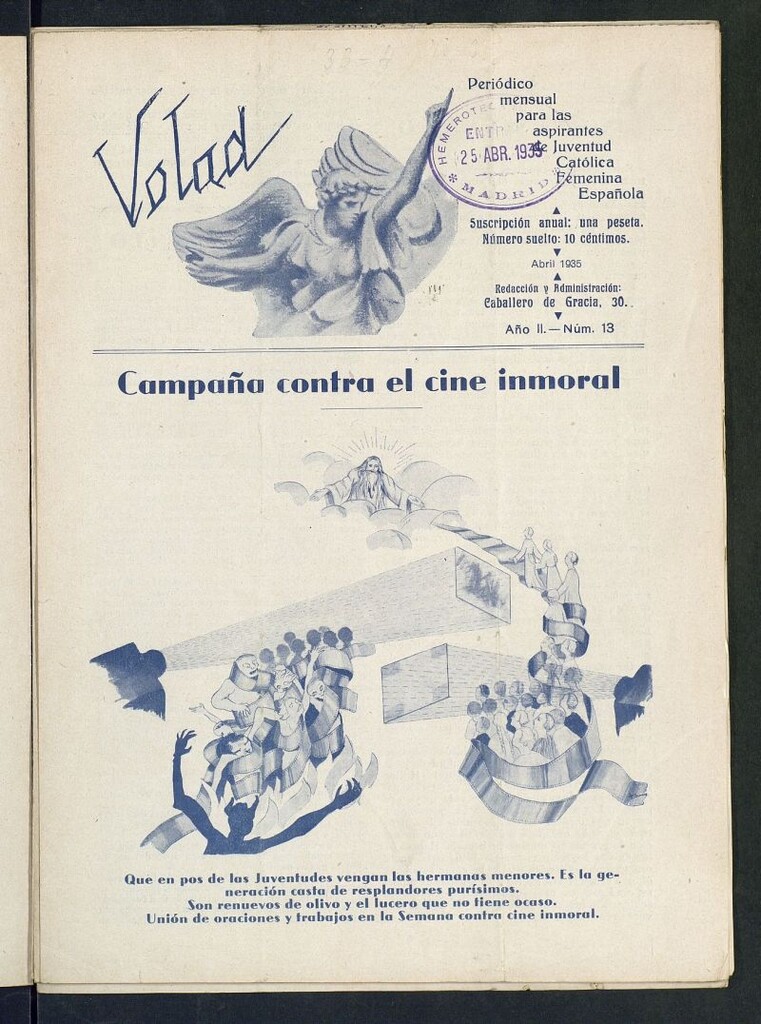 Volad
Periódico
mensual
para las
aspirantes
de Juventud
Católica
Femenina
Española
HEMEROTECA
25 ABR. 1935
MADRID
Suscripción anual: una peseta.
Número suelto: 10 céntimos.
Abril 1935
Redacción y Administración:
Caballero de Gracia, 30.
Año II.—Núm. 13
Campaña contra el cine inmoral
Que en pos de las Juventudes vengan las hermanas menores. Es la ge-
neración casta de resplandores purísimos.
Son renuevos de olivo y el lucero que no tiene ocaso.
Unión de oraciones y trabajos en la Semana contra cine inmoral.